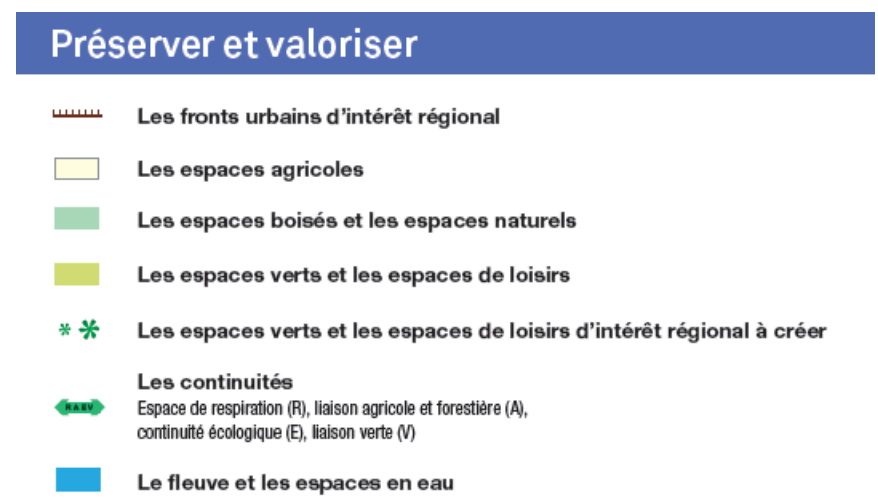 Préserver et valoriser
Les fronts urbains d'intérêt régional
Les espaces agricoles
Les espaces boisés et les espaces naturels
Les espaces verts et les espaces de loisirs
Les espaces verts et les espaces de loisirs d'intérêt régional à créer
Les continuités
R A E V
Espace de respiration (R), liaison agricole et forestière (A),
continuité écologique (E), liaison verte (V)
Le fleuve et les espaces en eau